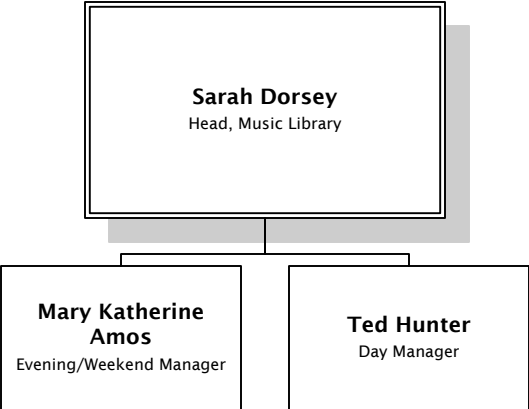 Sarah Dorsey
Head, Music Library
Mary Katherine
Amos
Evening/Weekend Manager
Ted Hunter
Day Manager